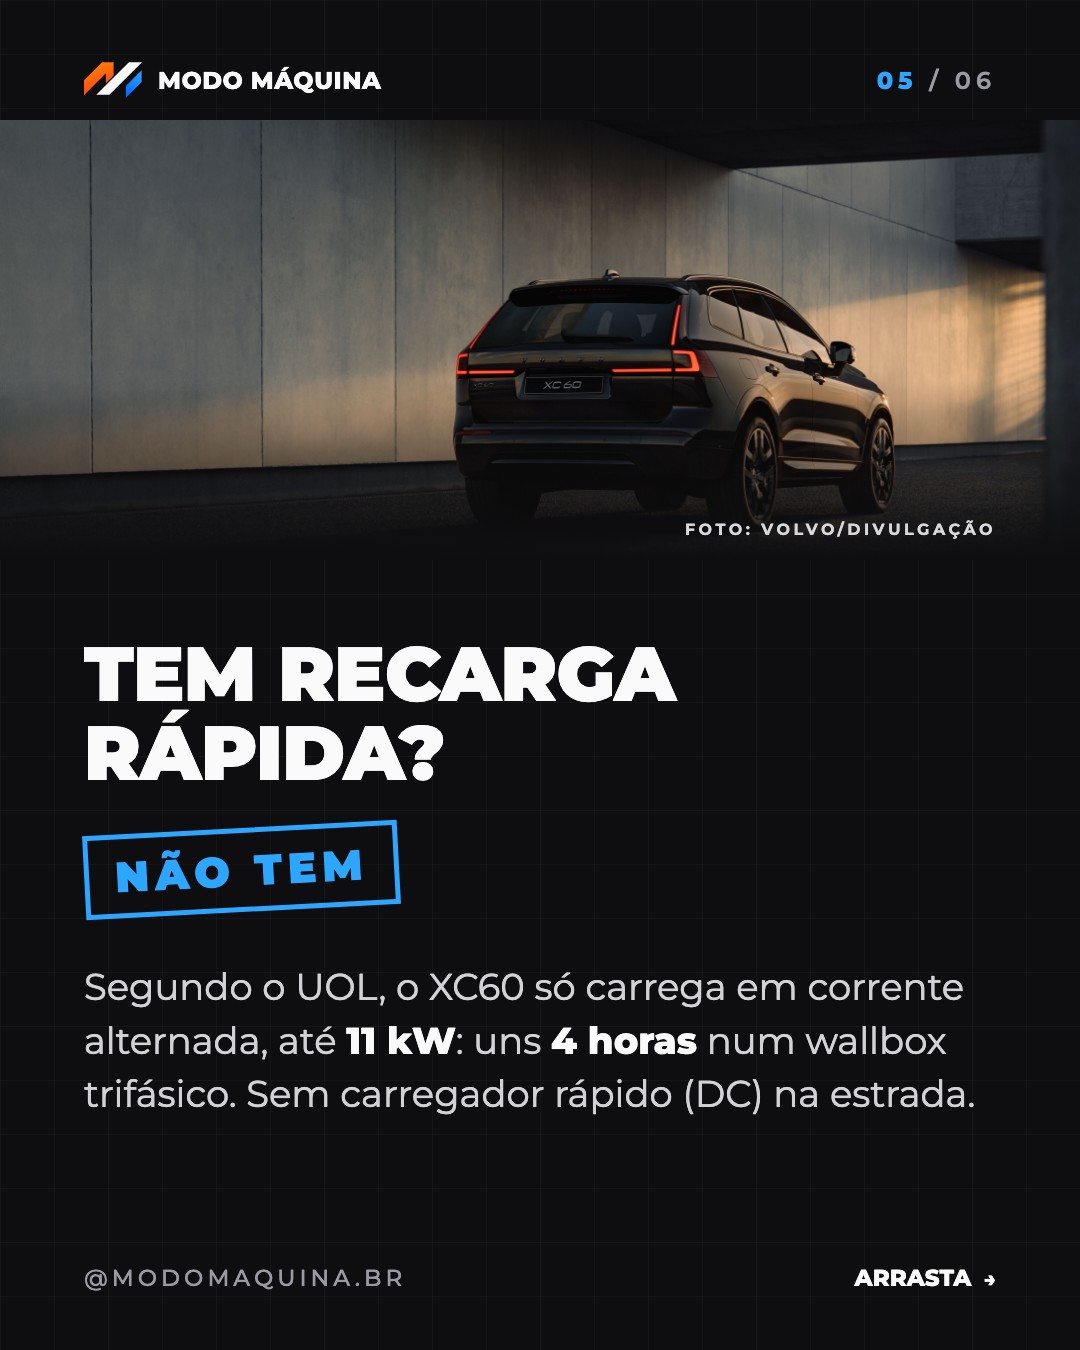 MODO MÁQUINA
05 / 06
XC60
FOTO: VOLVO/DIVULGAÇÃO
TEM RECARGA
RÁPIDA?
NÃO TEM
Segundo o UOL, o XC60 só carrega em corrente
alternada, até 11 kW: uns 4 horas num wallbox
trifásico. Sem carregador rápido (DC) na estrada.
@MODOMAQUINA.BR
ARRASTA →